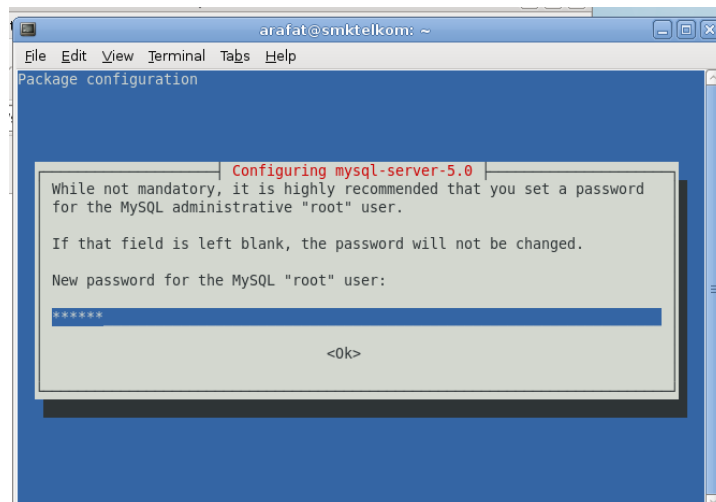 arafat@smktelkom: ~
File Edit View Terminal Tabs Help
Package configuration
Configuring mysql-server-5.0
While not mandatory, it is highly recommended that you set a password
for the MySQL administrative "root" user.
If that field is left blank, the password will not be changed.
New password for the MySQL "root" user:
******
<Ok>